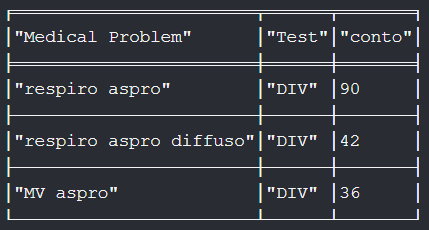 "Medical Problem" "Test" "conto"
"respiro aspro" "DIV" 90
"respiro aspro diffuso" "DIV" 42
"MV aspro" "DIV" 36